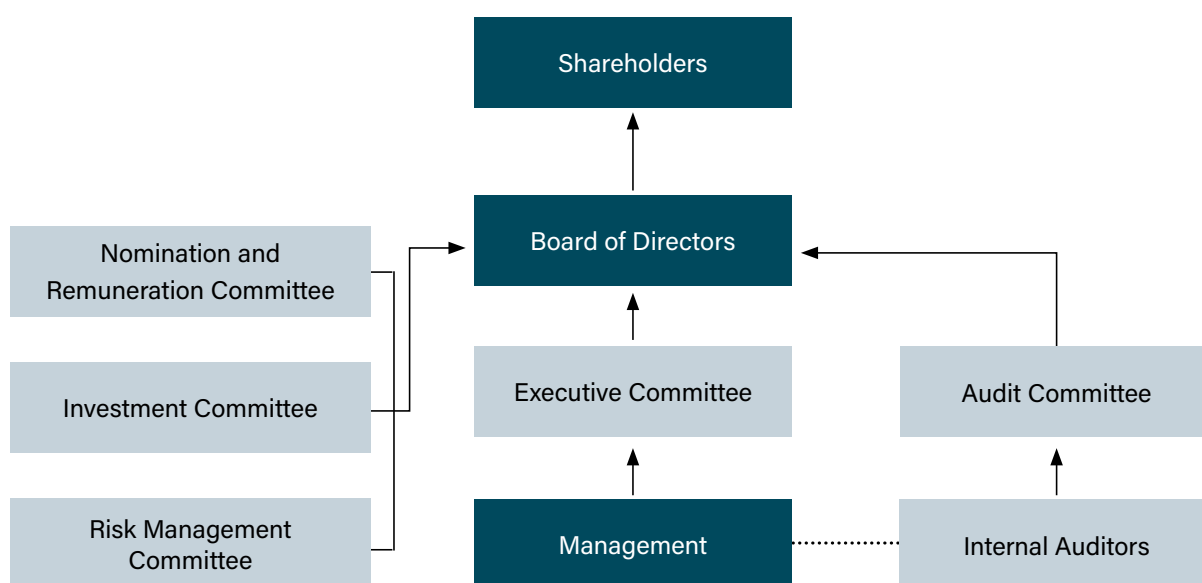 Shareholders
Board of Directors
Nomination and
Remuneration Committee
Investment Committee
Risk Management
Committee
Executive Committee
Audit Committee
Management
Internal Auditors